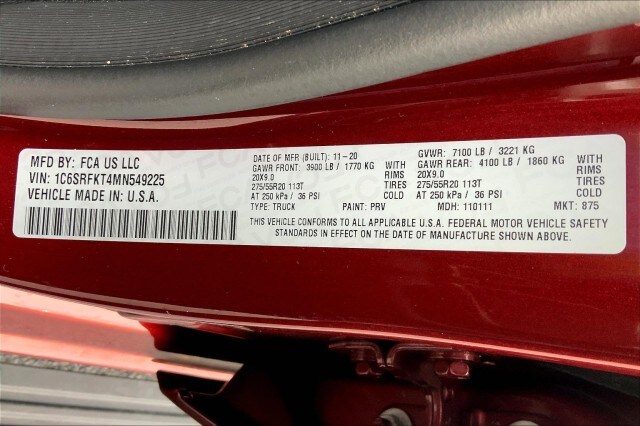 MFD BY: FCA US LLC
VIN: 1C6SRFKT4MN549225
VEHICLE MADE IN: U.S.A.
DATE OF MFR (BUILT): 11-20
GAWR FRONT: 3900 LB / 1770 KG
20X9.0 RIMS
275/55R20 113T TIRES
AT 250 kPa / 36 PSI COLD
TYPE: TRUCK PAINT: PRV
GVWR: 7100 LB / 3221 KG
GAWR REAR: 4100 LB / 1860 KG
20X9.0 RIMS
275/55R20 113T TIRES
AT 250 kPa / 36 PSI COLD
MDH: 110111 MKT: 875
THIS VEHICLE CONFORMS TO ALL APPLICABLE U.S.A. FEDERAL MOTOR VEHICLE SAFETY
STANDARDS IN EFFECT ON THE DATE OF MANUFACTURE SHOWN ABOVE.